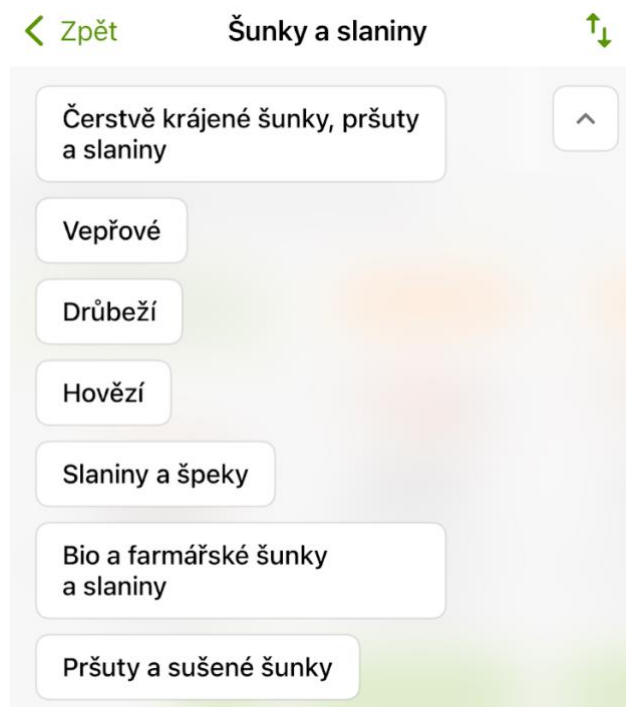 Zpět
Šunky a slaniny
Čerstvě krájené šunky, pršuty
a slaniny
Vepřové
Drůbeží
Hovězí
Slaniny a špeky
Bio a farmářské šunky
a slaniny
Pršuty a sušené šunky